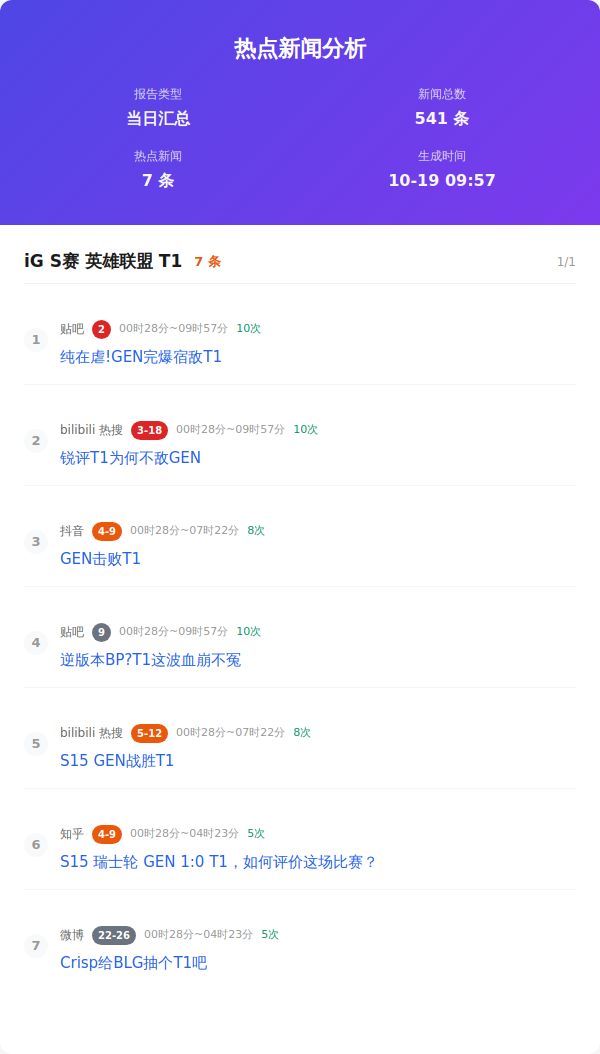 热点新闻分析
报告类型 新闻总数
当日汇总 541 条
热点新闻 生成时间
7 条 10-19 09:57
iG S赛 英雄联盟 T1 7 条 1/1
1 贴吧 2 00时28分~09时57分 10次
纯在虐!GEN完爆宿敌T1
2 bilibili 热搜 3-18 00时28分~09时57分 10次
锐评T1为何不敌GEN
3 抖音 4-9 00时28分~07时22分 8次
GEN击败T1
4 贴吧 9 00时28分~09时57分 10次
逆版本BP?T1这波血崩不冤
5 bilibili 热搜 5-12 00时28分~07时22分 8次
S15 GEN战胜T1
6 知乎 4-9 00时28分~04时23分 5次
S15 瑞士轮 GEN 1:0 T1，如何评价这场比赛？
7 微博 22-26 00时28分~04时23分 5次
Crisp给BLG抽个T1吧